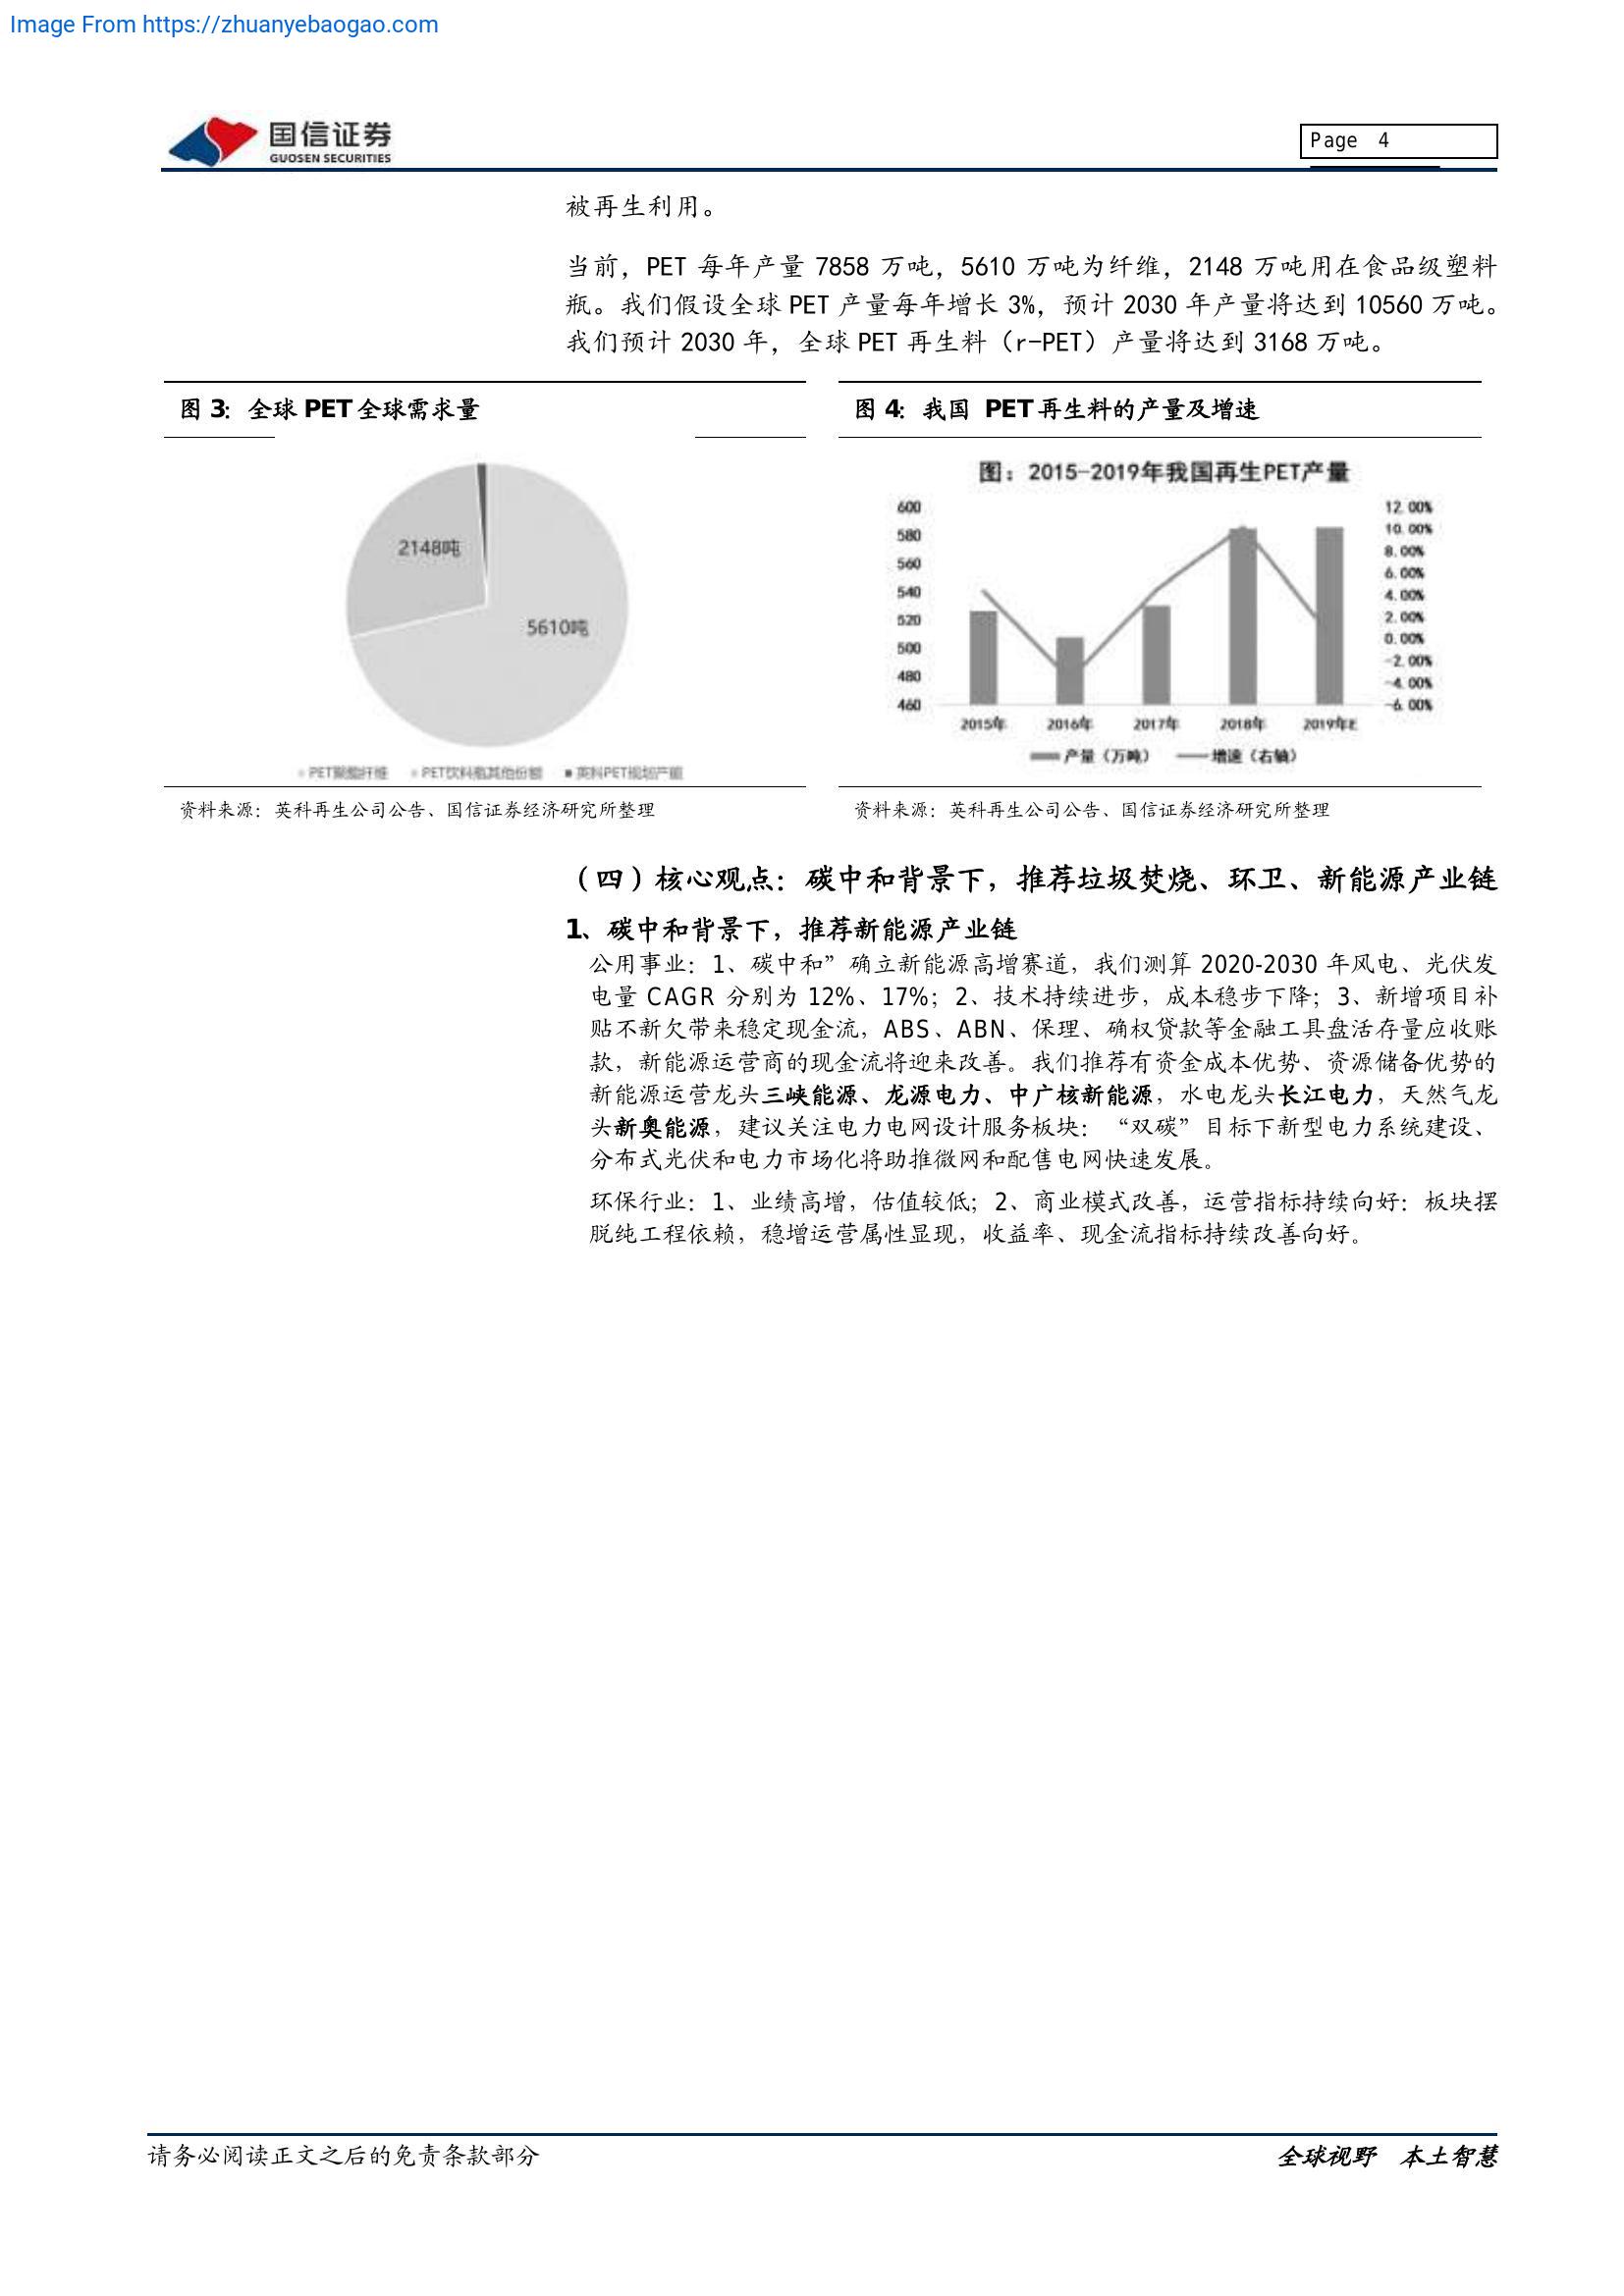 Image From https://zhuanyebaogao.com
国信证券
GUOSEN SECURITIES
Page 4
被再生利用。
当前，PET 每年产量 7858 万吨，5610 万吨为纤维，2148 万吨用在食品级塑料
瓶。我们假设全球 PET 产量每年增长 3%，预计 2030 年产量将达到 10560 万吨。
我们预计 2030 年，全球 PET 再生料（r-PET）产量将达到 3168 万吨。
图 3：全球 PET 全球需求量
2148吨
5610吨
PET聚酯纤维 PET饮料瓶其他份额 英科PET规划产能
资料来源：英科再生公司公告、国信证券经济研究所整理
图 4：我国 PET 再生料的产量及增速
图：2015-2019年我国再生PET产量
600
580
560
540
520
500
480
460
12.00%
10.00%
8.00%
6.00%
4.00%
2.00%
0.00%
-2.00%
-4.00%
-6.00%
2015年 2016年 2017年 2018年 2019年E
产量（万吨） 增速（右轴）
资料来源：英科再生公司公告、国信证券经济研究所整理
（四）核心观点：碳中和背景下，推荐垃圾焚烧、环卫、新能源产业链
1、碳中和背景下，推荐新能源产业链
公用事业：1、碳中和”确立新能源高增赛道，我们测算 2020-2030 年风电、光伏发
电量 CAGR 分别为 12%、17%；2、技术持续进步，成本稳步下降；3、新增项目补
贴不新欠带来稳定现金流，ABS、ABN、保理、确权贷款等金融工具盘活存量应收账
款，新能源运营商的现金流将迎来改善。我们推荐有资金成本优势、资源储备优势的
新能源运营龙头三峡能源、龙源电力、中广核新能源，水电龙头长江电力，天然气龙
头新奥能源，建议关注电力电网设计服务板块：“双碳”目标下新型电力系统建设、
分布式光伏和电力市场化将助推微网和配售电网快速发展。
环保行业：1、业绩高增，估值较低；2、商业模式改善，运营指标持续向好：板块摆
脱纯工程依赖，稳增运营属性显现，收益率、现金流指标持续改善向好。
请务必阅读正文之后的免责条款部分
全球视野 本土智慧